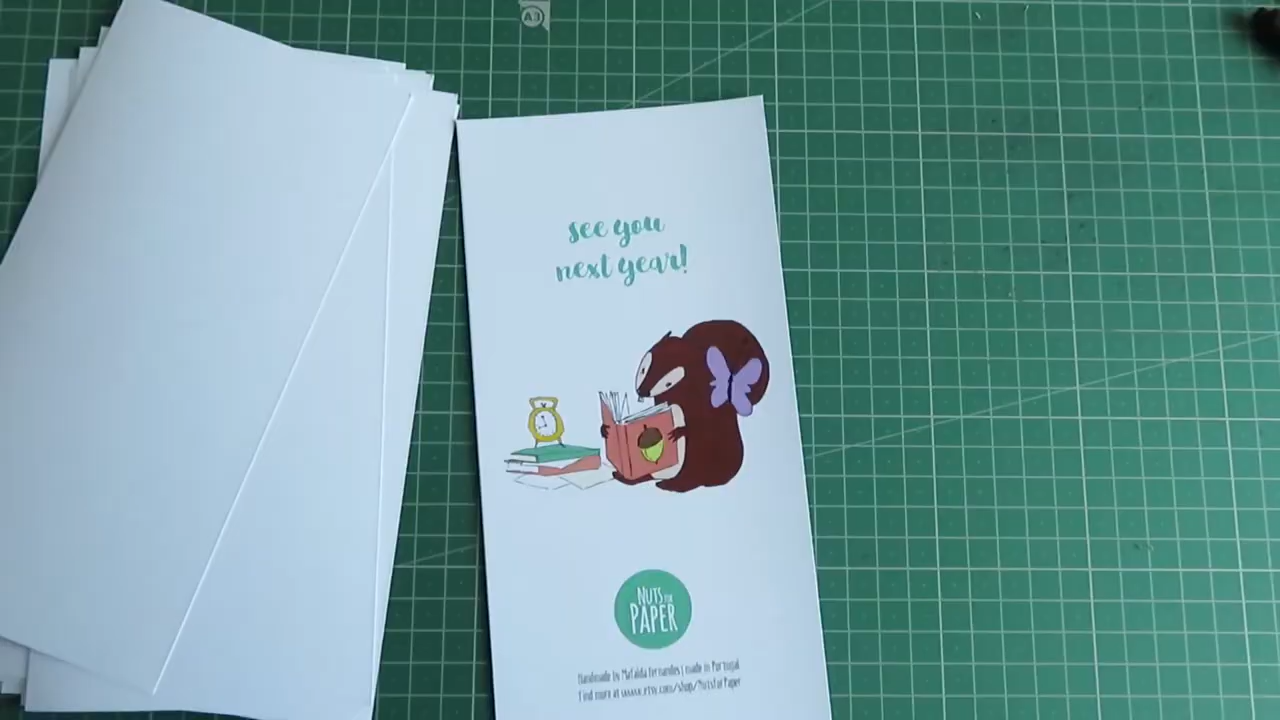 A3
see you
next year!
NUTS FOR
PAPER
Handmade by Mafalda Fernandes | made in Portugal
Find more at www.etsy.com/shop/NutsForPaper